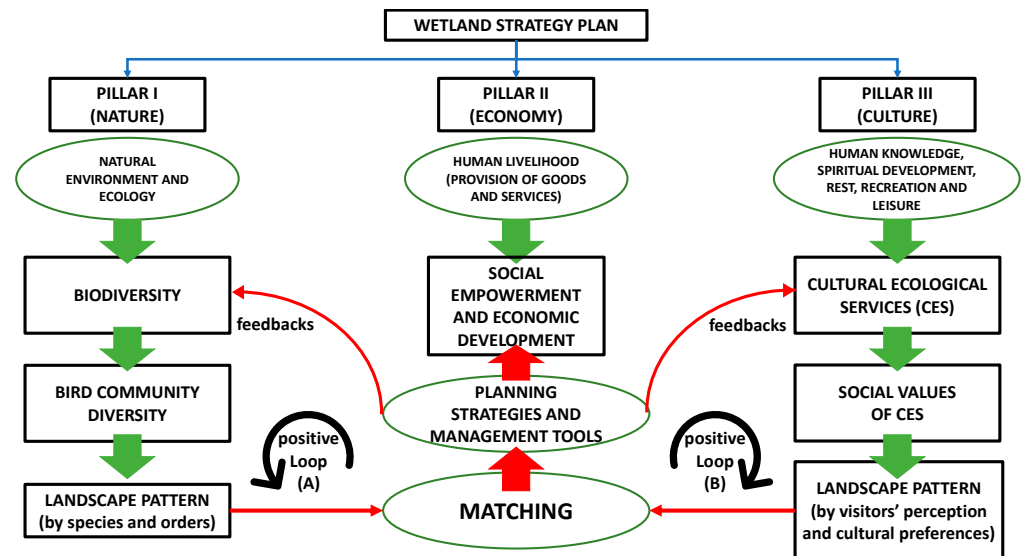 WETLAND STRATEGY PLAN
PILLAR I
(NATURE)
PILLAR II
(ECONOMY)
PILLAR III
(CULTURE)
NATURAL
ENVIRONMENT AND
ECOLOGY
HUMAN LIVELIHOOD
(PROVISION OF GOODS
AND SERVICES)
HUMAN KNOWLEDGE,
SPIRITUAL DEVELOPMENT,
REST, RECREATION AND
LEISURE
BIODIVERSITY
SOCIAL
EMPOWERMENT
AND ECONOMIC
DEVELOPMENT
CULTURAL ECOLOGICAL
SERVICES (CES)
feedbacks
feedbacks
BIRD COMMUNITY
DIVERSITY
PLANNING
STRATEGIES AND
MANAGEMENT TOOLS
SOCIAL VALUES
OF CES
positive
Loop
(A)
positive
Loop
(B)
LANDSCAPE PATTERN
(by species and orders)
MATCHING
LANDSCAPE PATTERN
(by visitors’ perception
and cultural preferences)